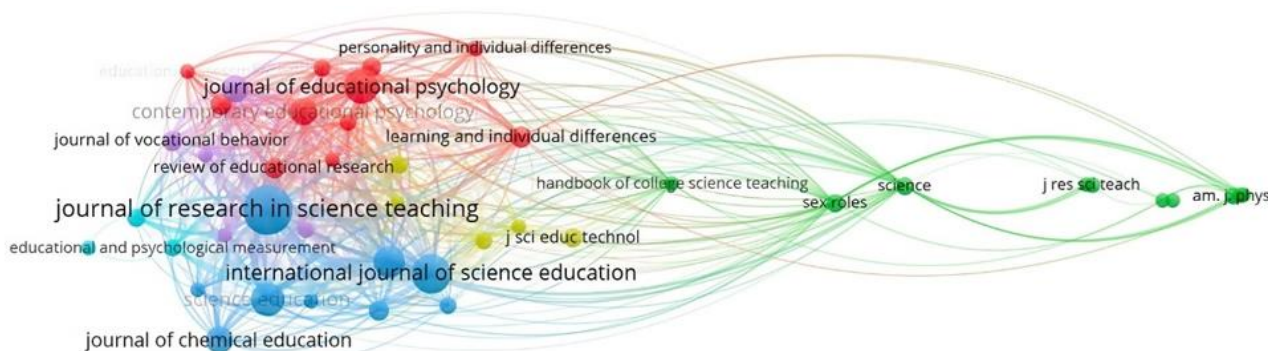 personality and individual differences
journal of educational psychology
contemporary educational psychology
journal of vocational behavior
learning and individual differences
review of educational research
handbook of college science teaching
science
j res sci teach
am. j. phys
sex roles
journal of research in science teaching
j sci educ technol
educational and psychological measurement
international journal of science education
science education
journal of chemical education